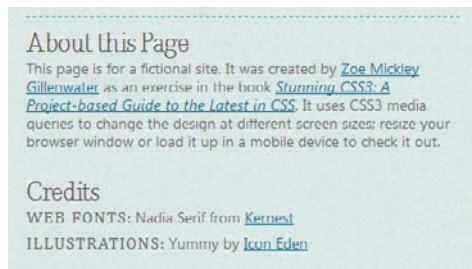 About this Page
This page is for a fictional site. It was created by Zoe Mickley
Gillenwater as an exercise in the book Stunning CSS3: A
Project-based Guide to the Latest in CSS. It uses CSS3 media
queries to change the design at different screen sizes; resize your
browser window or load it up in a mobile device to check it out.
Credits
WEB FONTS: Nadia Serif from Kernest
ILLUSTRATIONS: Yummy by Icon Eden